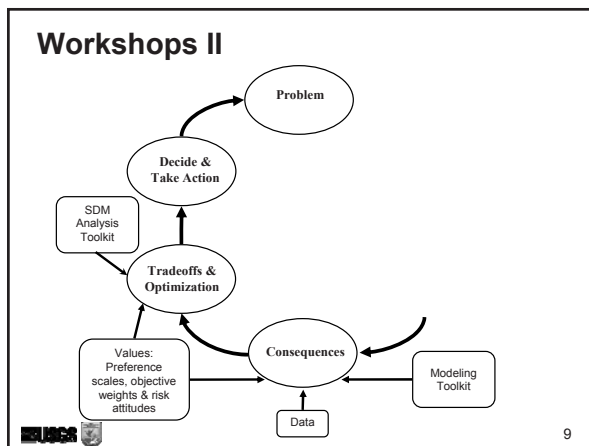 Workshops II
Problem
Decide &
Take Action
SDM
Analysis
Toolkit
Tradeoffs &
Optimization
Values:
Preference
scales, objective
weights & risk
attitudes
Consequences
Modeling
Toolkit
Data
USGS
9